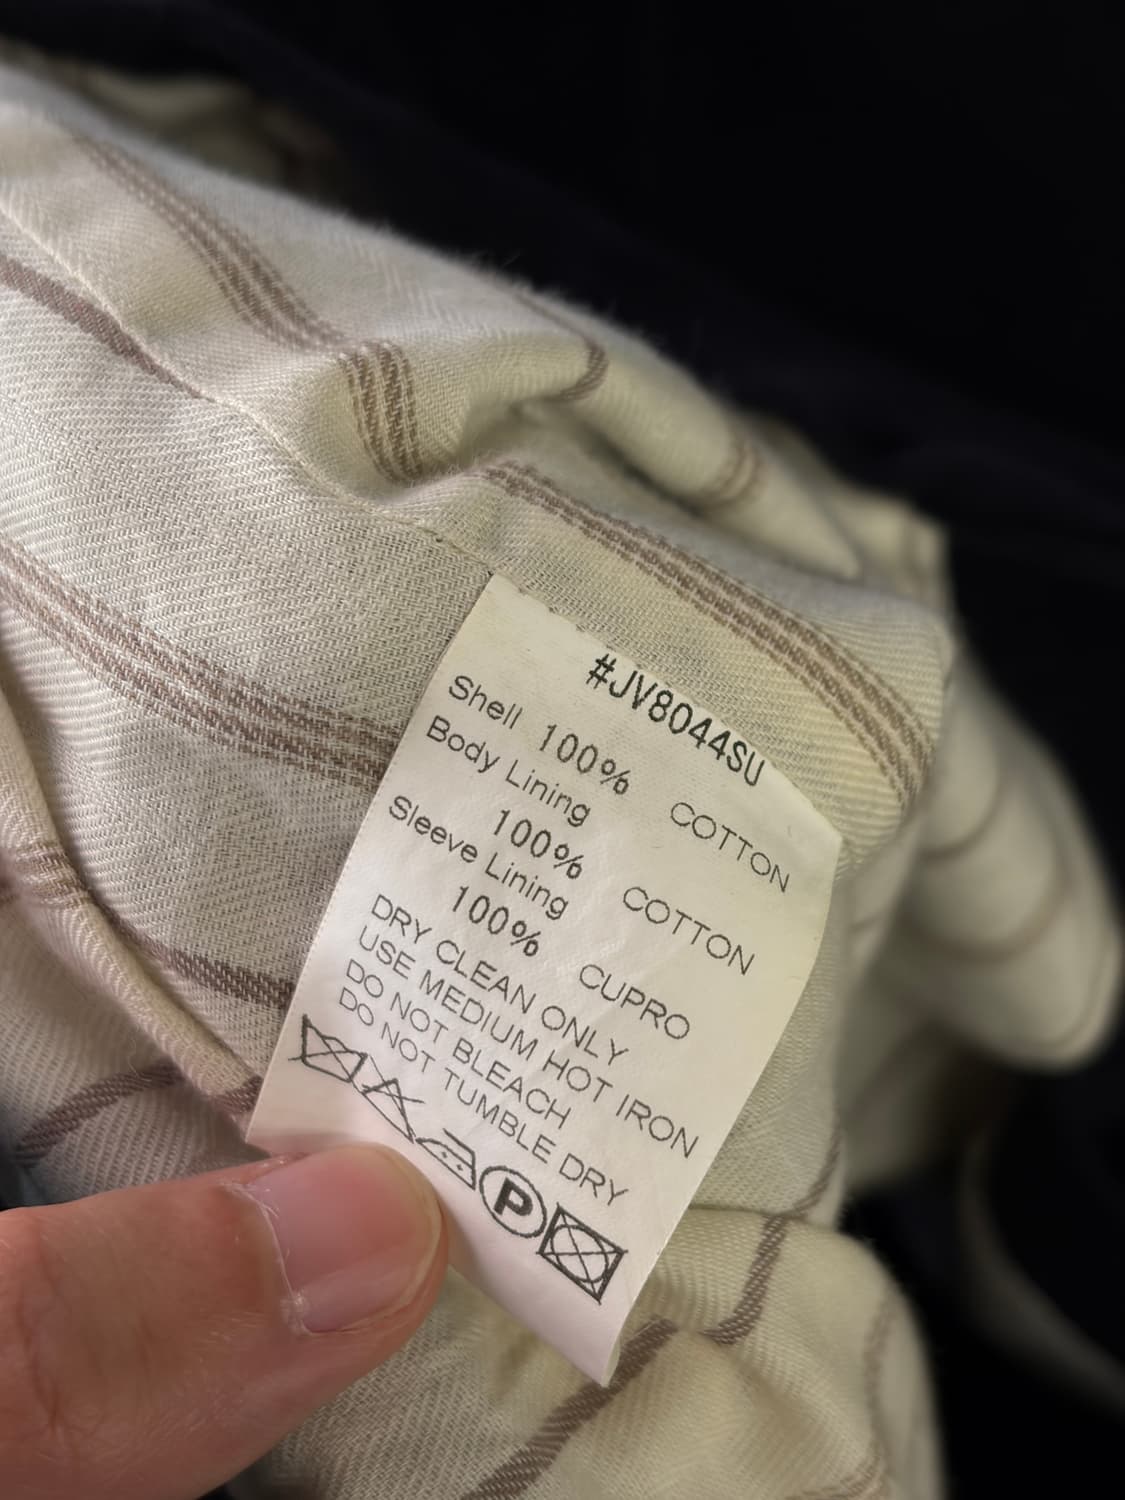 #JV8044SU
Shell 100% COTTON
Body Lining
100% COTTON
Sleeve Lining
100% CUPRO
DRY CLEAN ONLY
USE MEDIUM HOT IRON
DO NOT BLEACH
DO NOT TUMBLE DRY
P